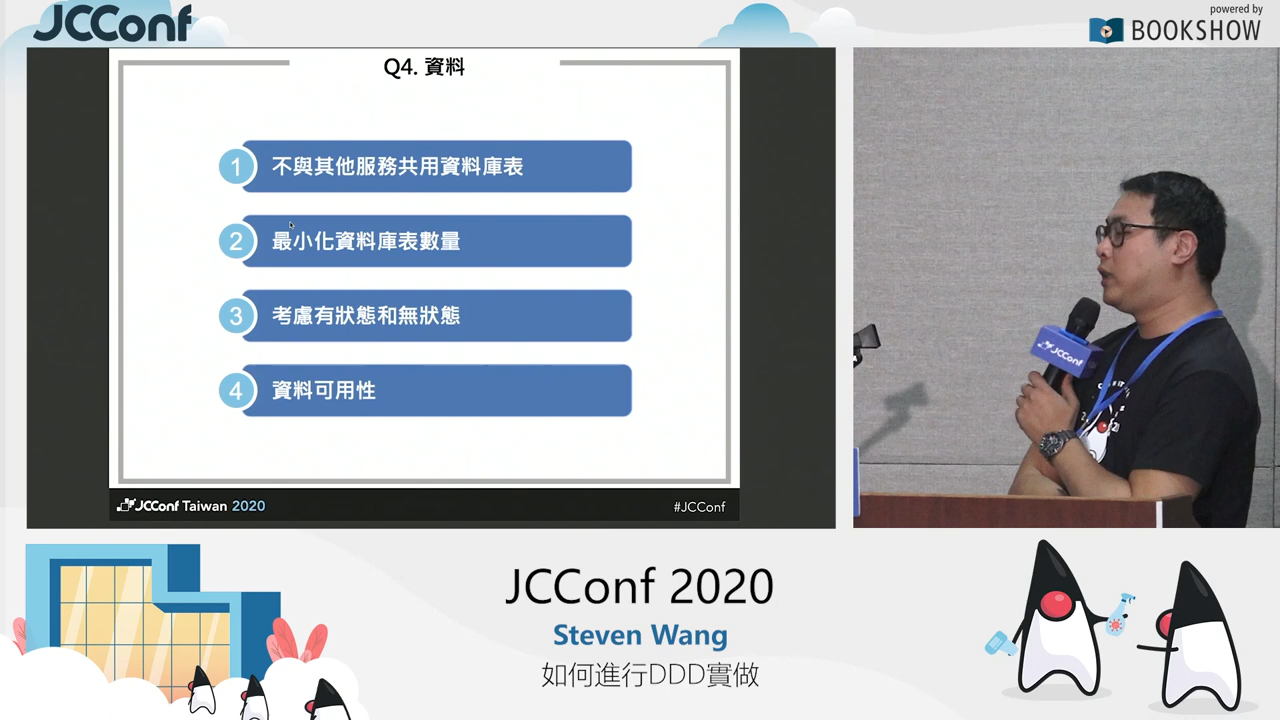 JCConf
powered by
BOOKSHOW
Q4. 資料
1 不與其他服務共用資料庫表
2 最小化資料庫表數量
3 考慮有狀態和無狀態
4 資料可用性
JCConf Taiwan 2020
#JCConf
JCConf
JCConf 2020
Steven Wang
如何進行DDD實做